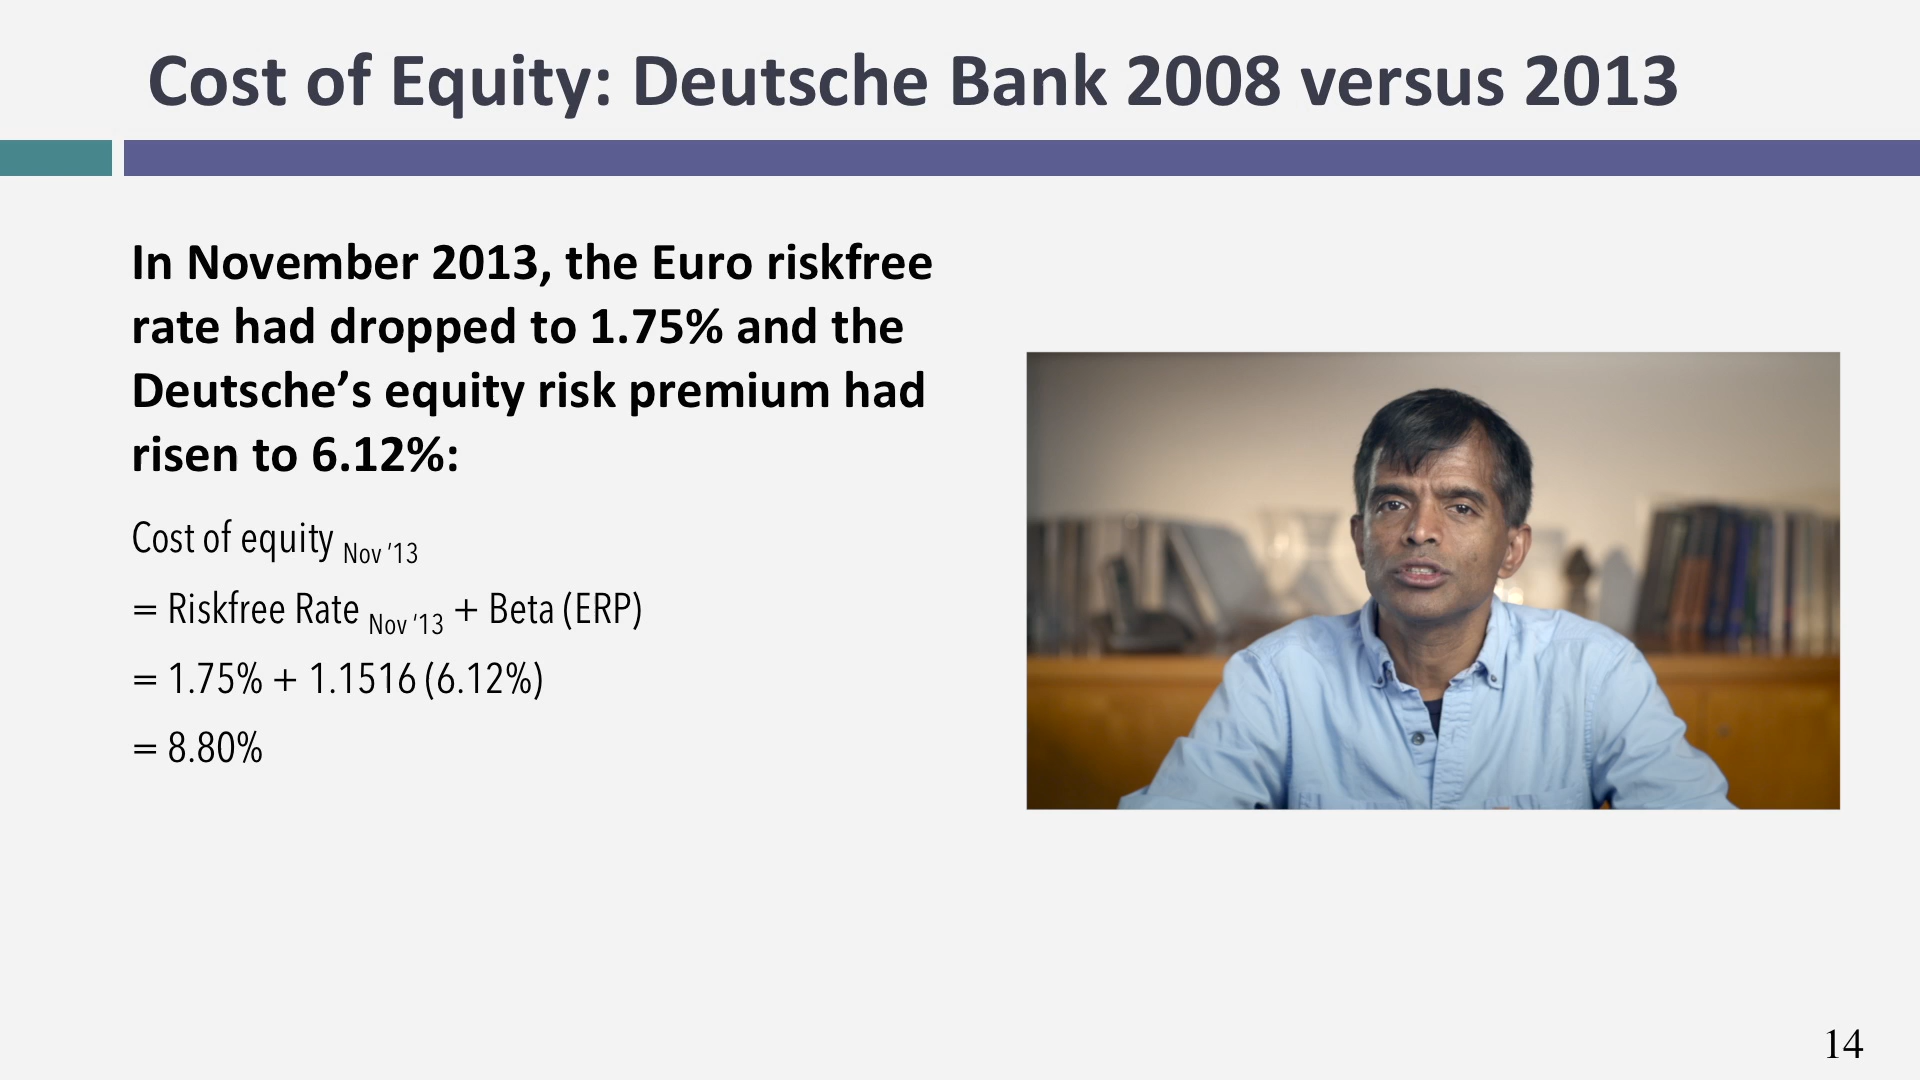 Cost of Equity: Deutsche Bank 2008 versus 2013
In November 2013, the Euro riskfree
rate had dropped to 1.75% and the
Deutsche’s equity risk premium had
risen to 6.12%:
Cost of equity Nov ’13
= Riskfree Rate Nov ’13 + Beta (ERP)
= 1.75% + 1.1516 (6.12%)
= 8.80%
14